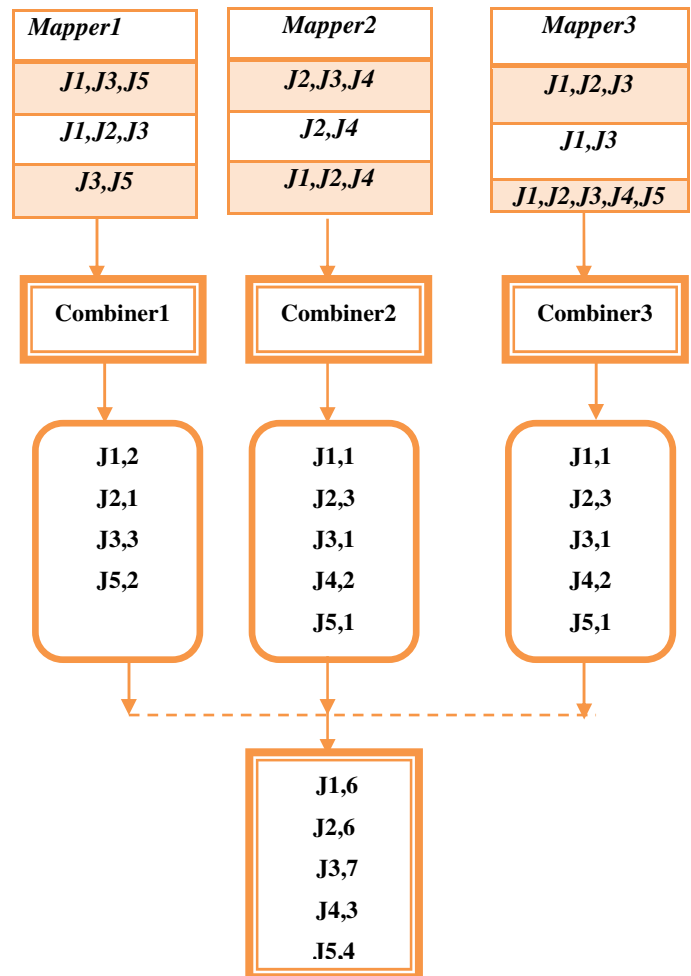 Mapper1
J1,J3,J5
J1,J2,J3
J3,J5
Mapper2
J2,J3,J4
J2,J4
J1,J2,J4
Mapper3
J1,J2,J3
J1,J3
J1,J2,J3,J4,J5
Combiner1
Combiner2
Combiner3
J1,2
J2,1
J3,3
J5,2
J1,1
J2,3
J3,1
J4,2
J5,1
J1,1
J2,3
J3,1
J4,2
J5,1
J1,6
J2,6
J3,7
J4,3
J5,4